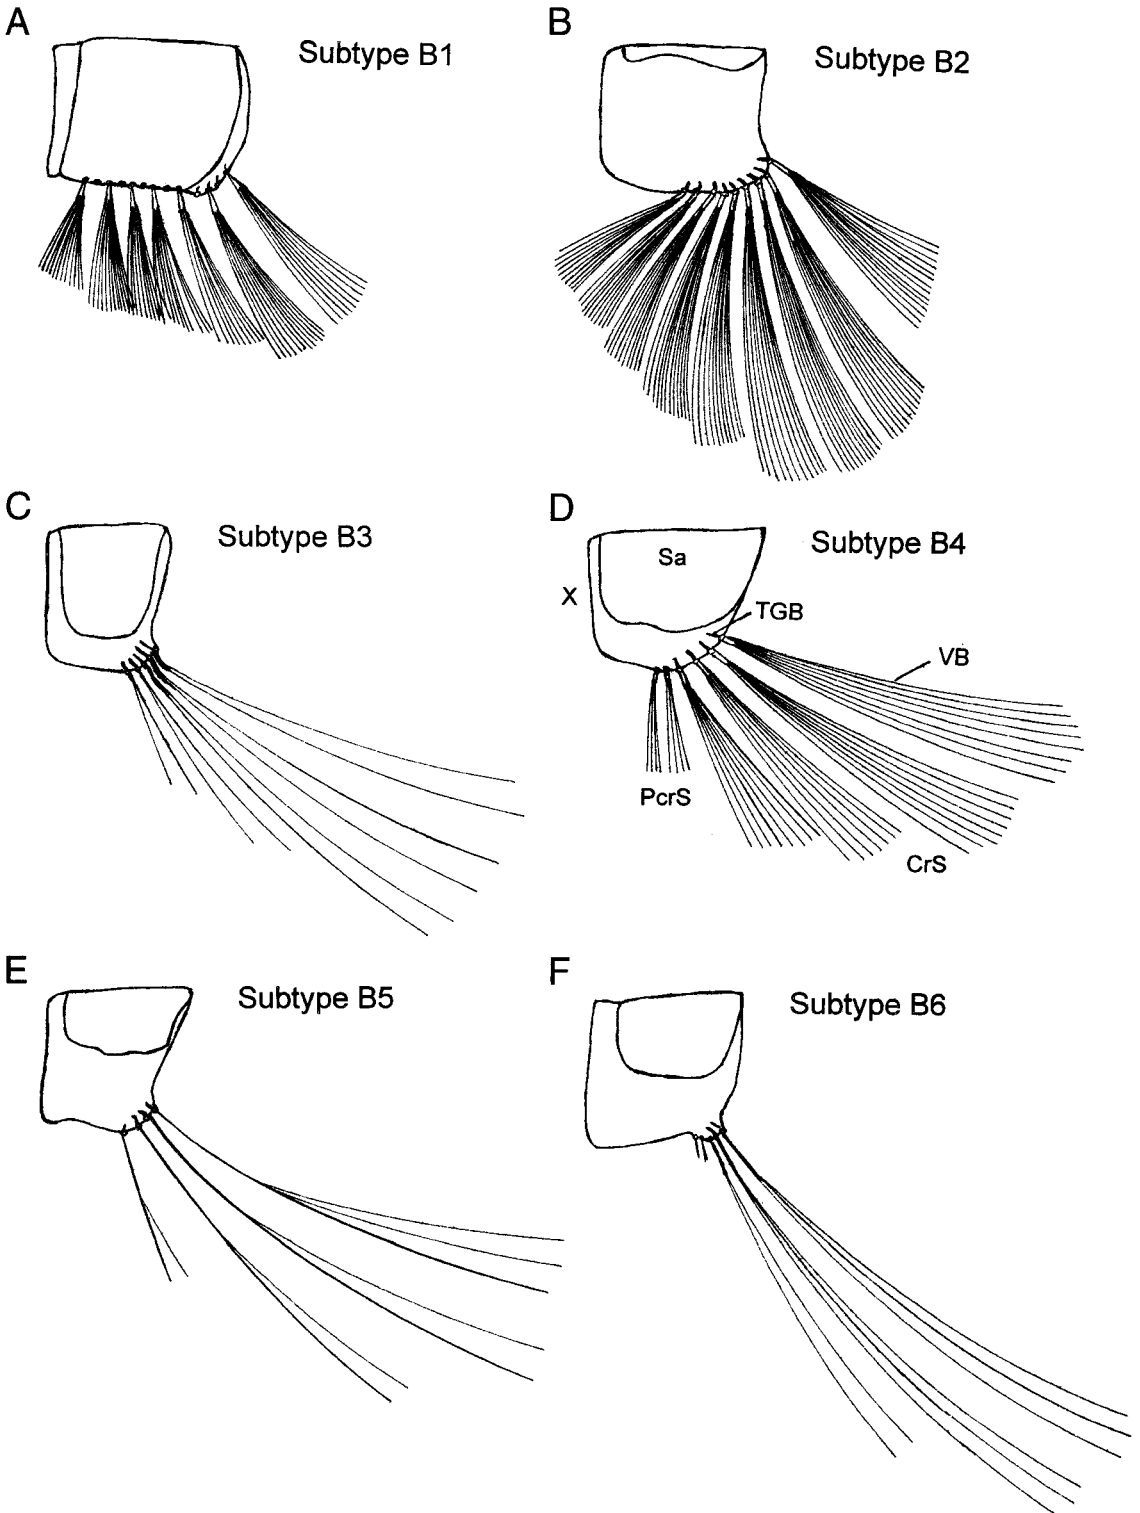 A
Subtype B1
B
Subtype B2
C
Subtype B3
D
Subtype B4
Sa
X
TGB
VB
PcrS
CrS
E
Subtype B5
F
Subtype B6